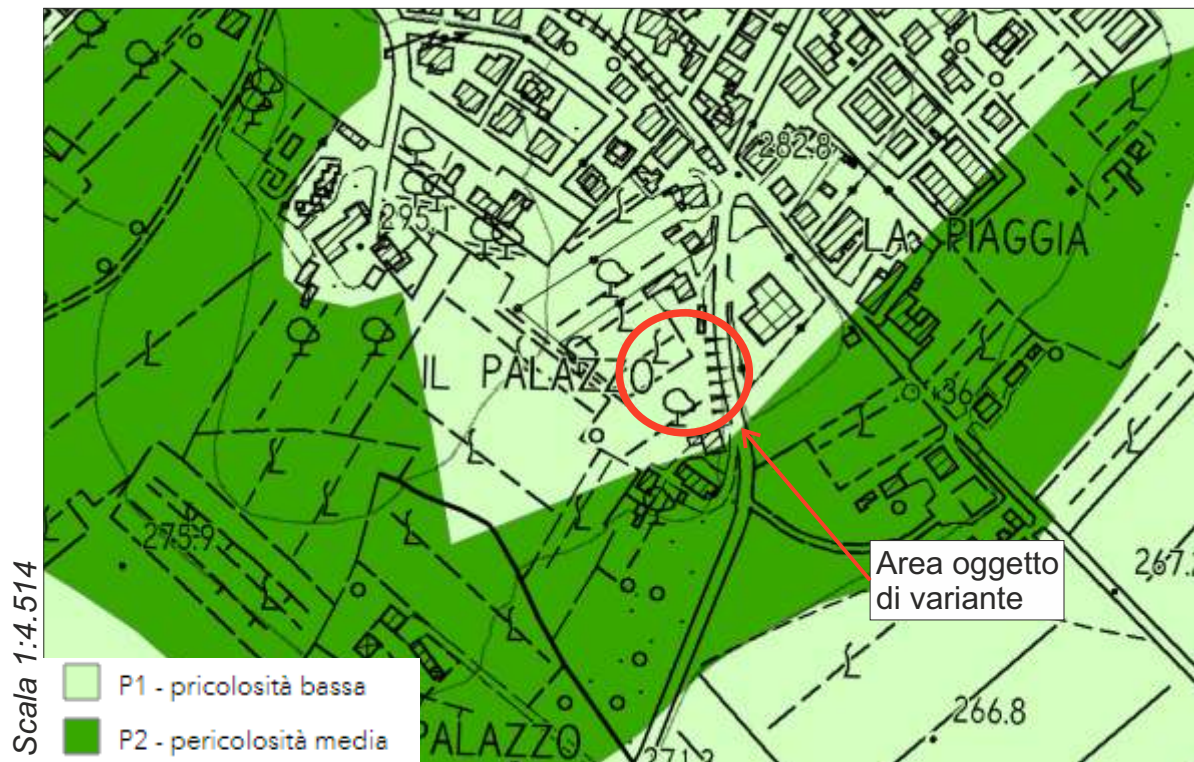 282.8
295.1
LA PIAGGIA
IL PALAZZO
36
275.9
Area oggetto
di variante
267.2
266.8
Scala 1:4.514
P1 - pricolosità bassa
P2 - pericolosità media
PALAZZO
271.2